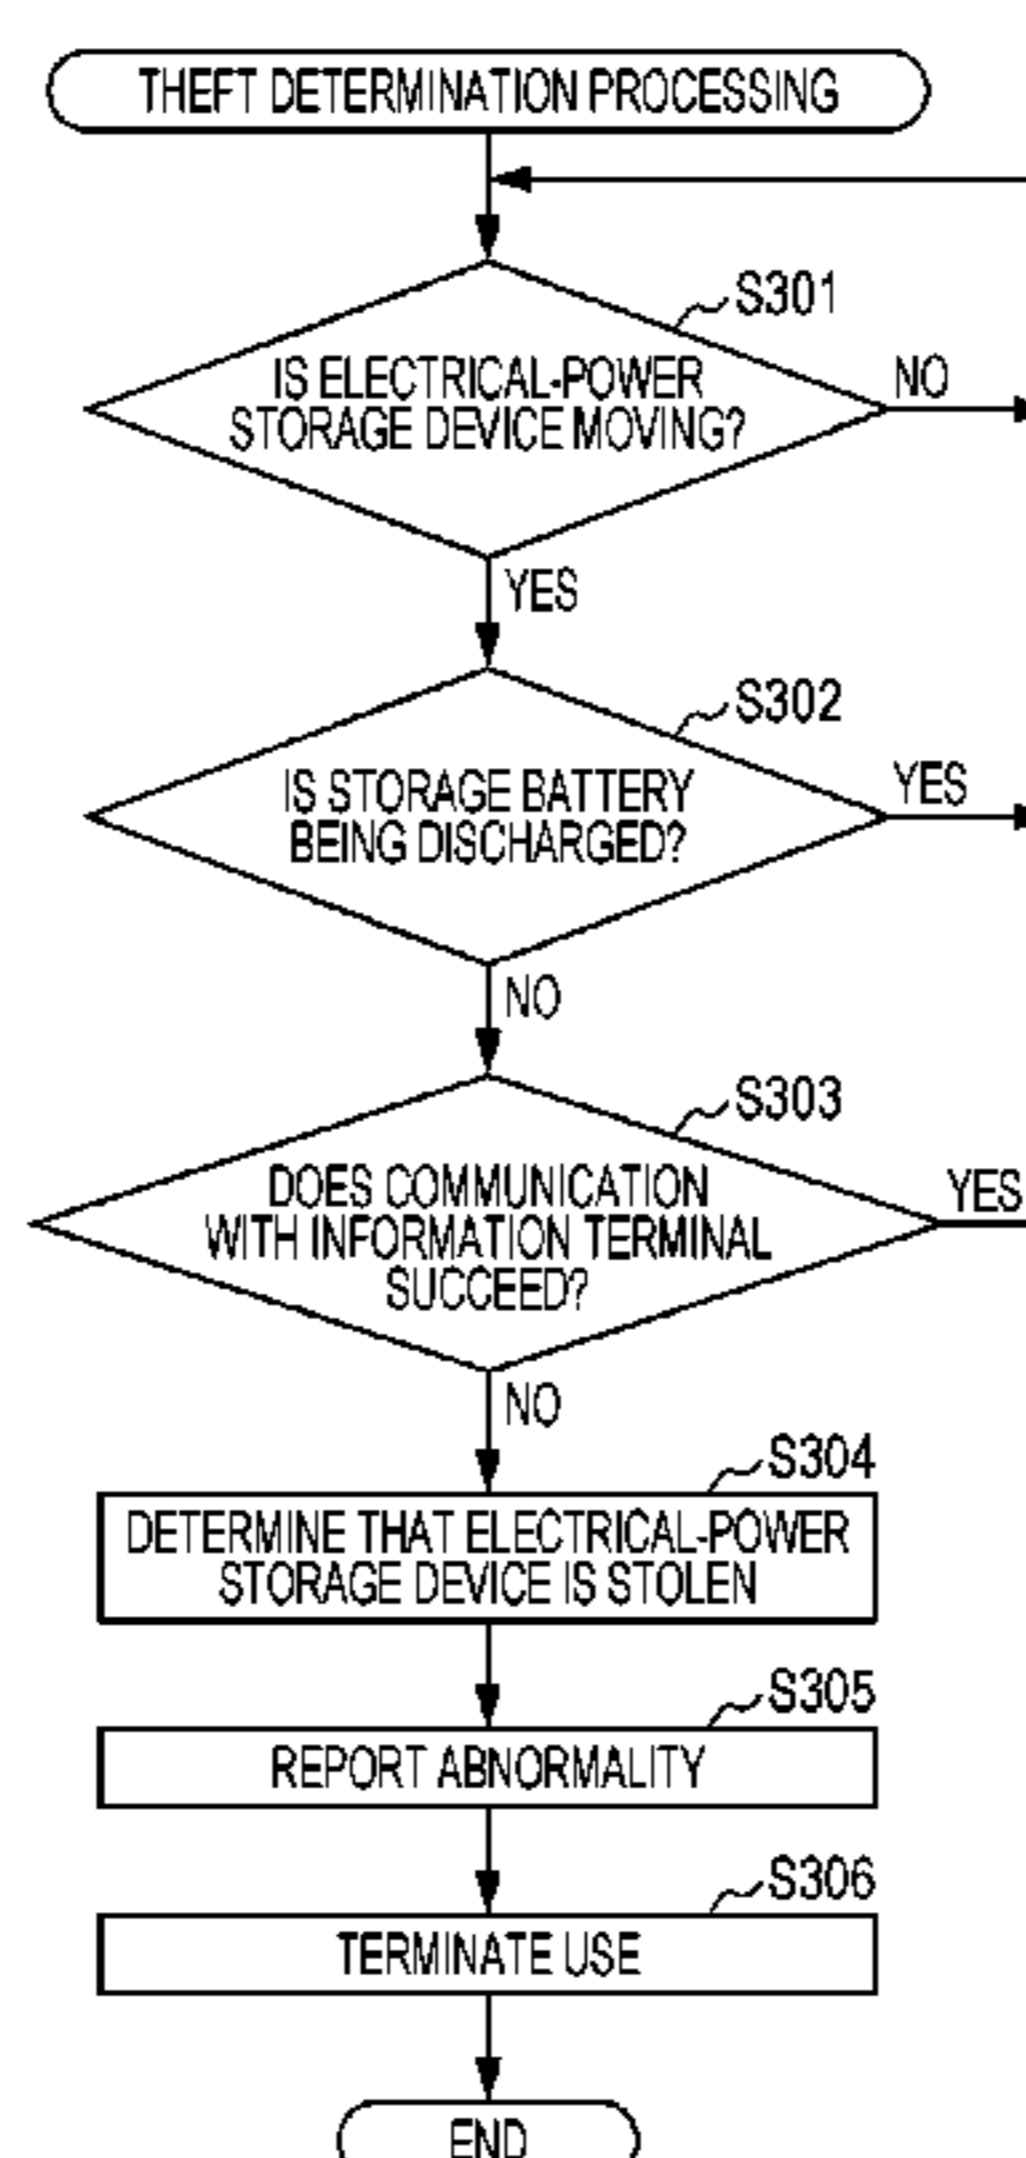 THEFT DETERMINATION PROCESSING
S301
IS ELECTRICAL-POWER
STORAGE DEVICE MOVING?
NO
YES
S302
IS STORAGE BATTERY
BEING DISCHARGED?
YES
NO
S303
DOES COMMUNICATION
WITH INFORMATION TERMINAL
SUCCEED?
YES
NO
S304
DETERMINE THAT ELECTRICAL-POWER
STORAGE DEVICE IS STOLEN
S305
REPORT ABNORMALITY
S306
TERMINATE USE
END